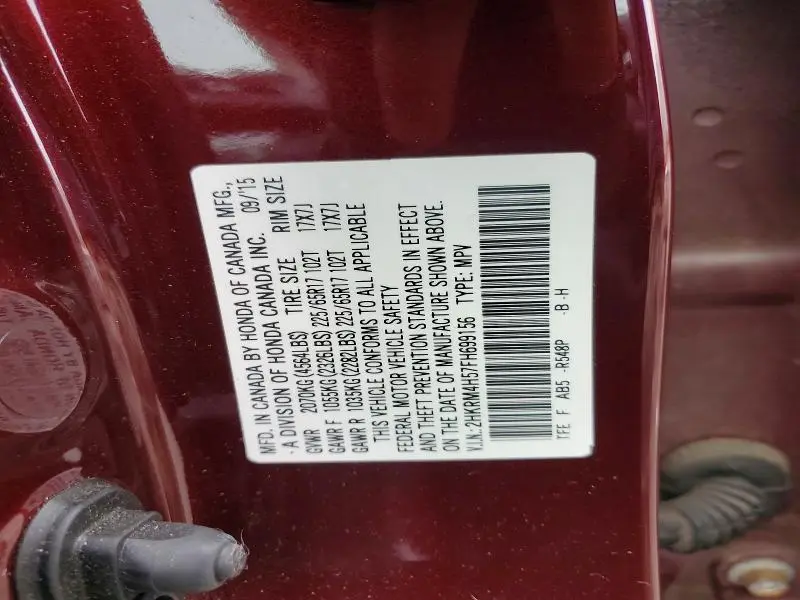 MFD. IN CANADA BY HONDA OF CANADA MFG.,
- A DIVISION OF HONDA CANADA INC. 09/'15
GVWR 2070KG(4564LBS) TIRE SIZE RIM SIZE
GAWR F 1055KG(2326LBS) 225/65R17 102T 17X7J
GAWR R 1035KG(2282LBS) 225/65R17 102T 17X7J
THIS VEHICLE CONFORMS TO ALL APPLICABLE
FEDERAL MOTOR VEHICLE SAFETY
AND THEFT PREVENTION STANDARDS IN EFFECT
ON THE DATE OF MANUFACTURE SHOWN ABOVE.
V.I.N.: 2HKRM4H57FH699156 TYPE: MPV
YFE F AB5 -R548P -B -H